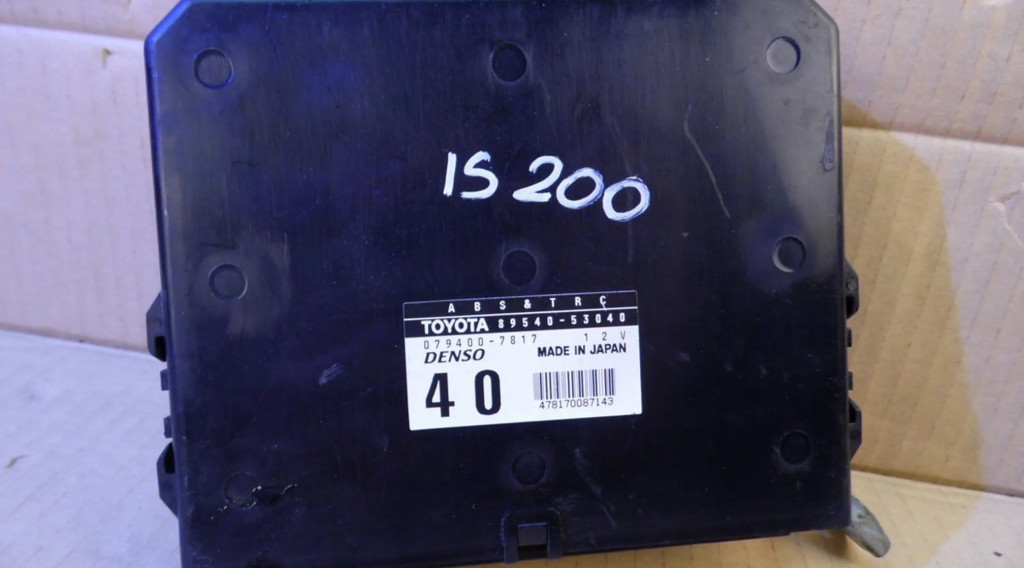 IS 200
ABS & TRC
TOYOTA 89540-53040
079400-7817 12V
DENSO MADE IN JAPAN
40
478170087143